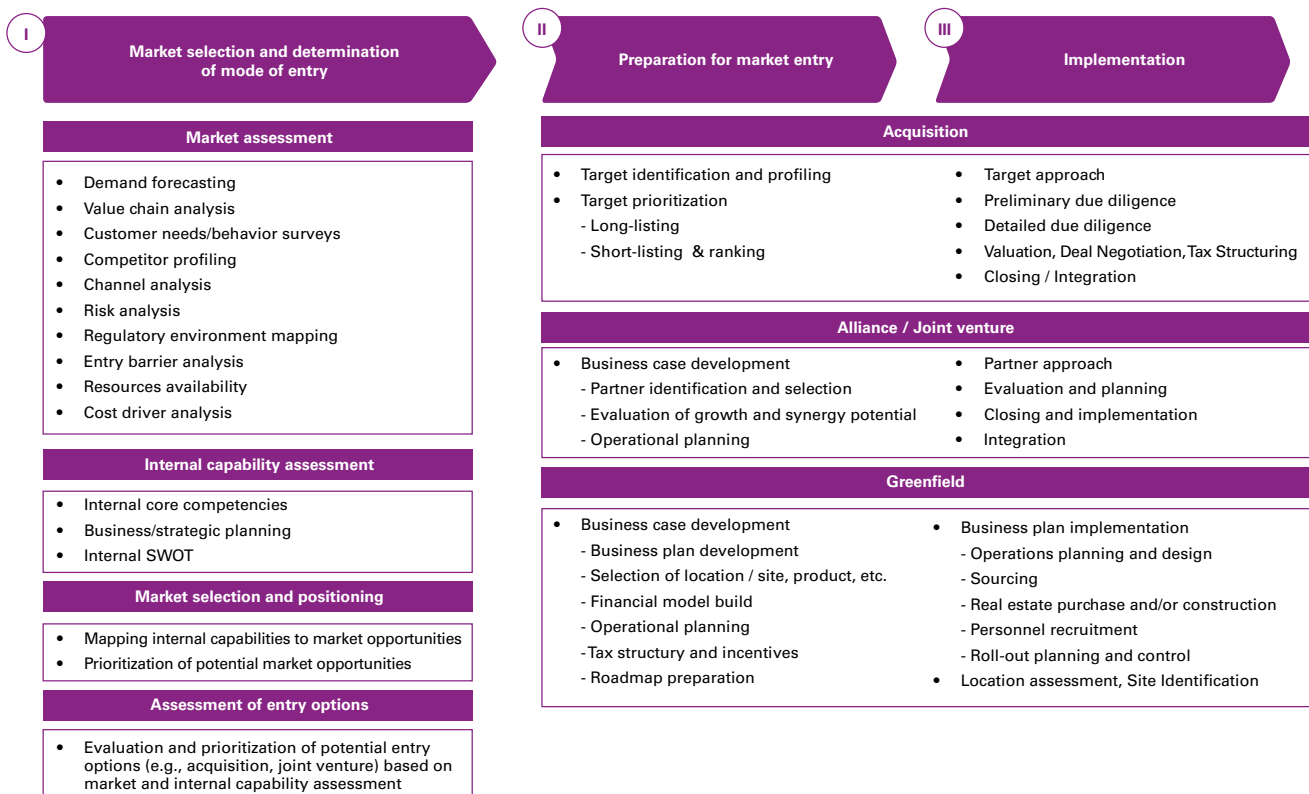 I
Market selection and determination
of mode of entry
II
Preparation for market entry
III
Implementation
Market assessment
• Demand forecasting
• Value chain analysis
• Customer needs/behavior surveys
• Competitor profiling
• Channel analysis
• Risk analysis
• Regulatory environment mapping
• Entry barrier analysis
• Resources availability
• Cost driver analysis
Internal capability assessment
• Internal core competencies
• Business/strategic planning
• Internal SWOT
Market selection and positioning
• Mapping internal capabilities to market opportunities
• Prioritization of potential market opportunities
Assessment of entry options
• Evaluation and prioritization of potential entry
options (e.g., acquisition, joint venture) based on
market and internal capability assessment
Acquisition
• Target identification and profiling
• Target prioritization
- Long-listing
- Short-listing & ranking
• Target approach
• Preliminary due diligence
• Detailed due diligence
• Valuation, Deal Negotiation, Tax Structuring
• Closing / Integration
Alliance / Joint venture
• Business case development
- Partner identification and selection
- Evaluation of growth and synergy potential
- Operational planning
• Partner approach
• Evaluation and planning
• Closing and implementation
• Integration
Greenfield
• Business case development
- Business plan development
- Selection of location / site, product, etc.
- Financial model build
- Operational planning
-Tax structury and incentives
- Roadmap preparation
• Business plan implementation
- Operations planning and design
- Sourcing
- Real estate purchase and/or construction
- Personnel recruitment
- Roll-out planning and control
• Location assessment, Site Identification